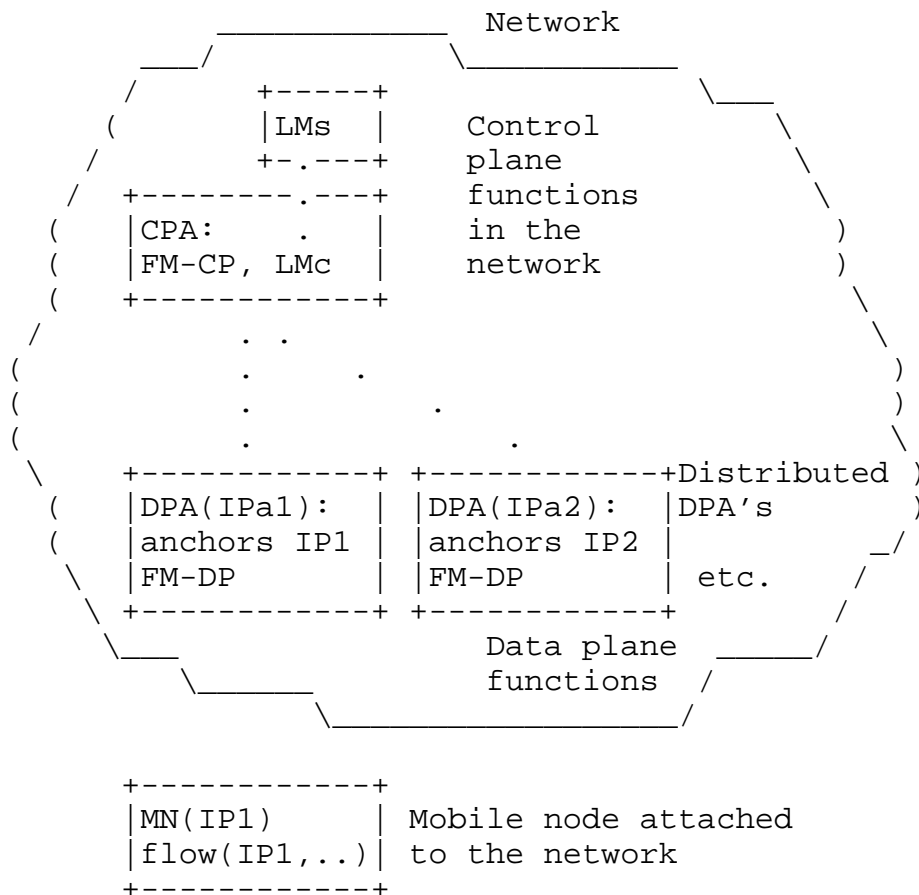 Network
LMs Control
plane
functions
CPA: in the
FM-CP, LMc network
Distributed
DPA(IPa1): DPA(IPa2): DPA's
anchors IP1 anchors IP2
FM-DP FM-DP etc.
Data plane
functions
MN(IP1) Mobile node attached
flow(IP1,..) to the network